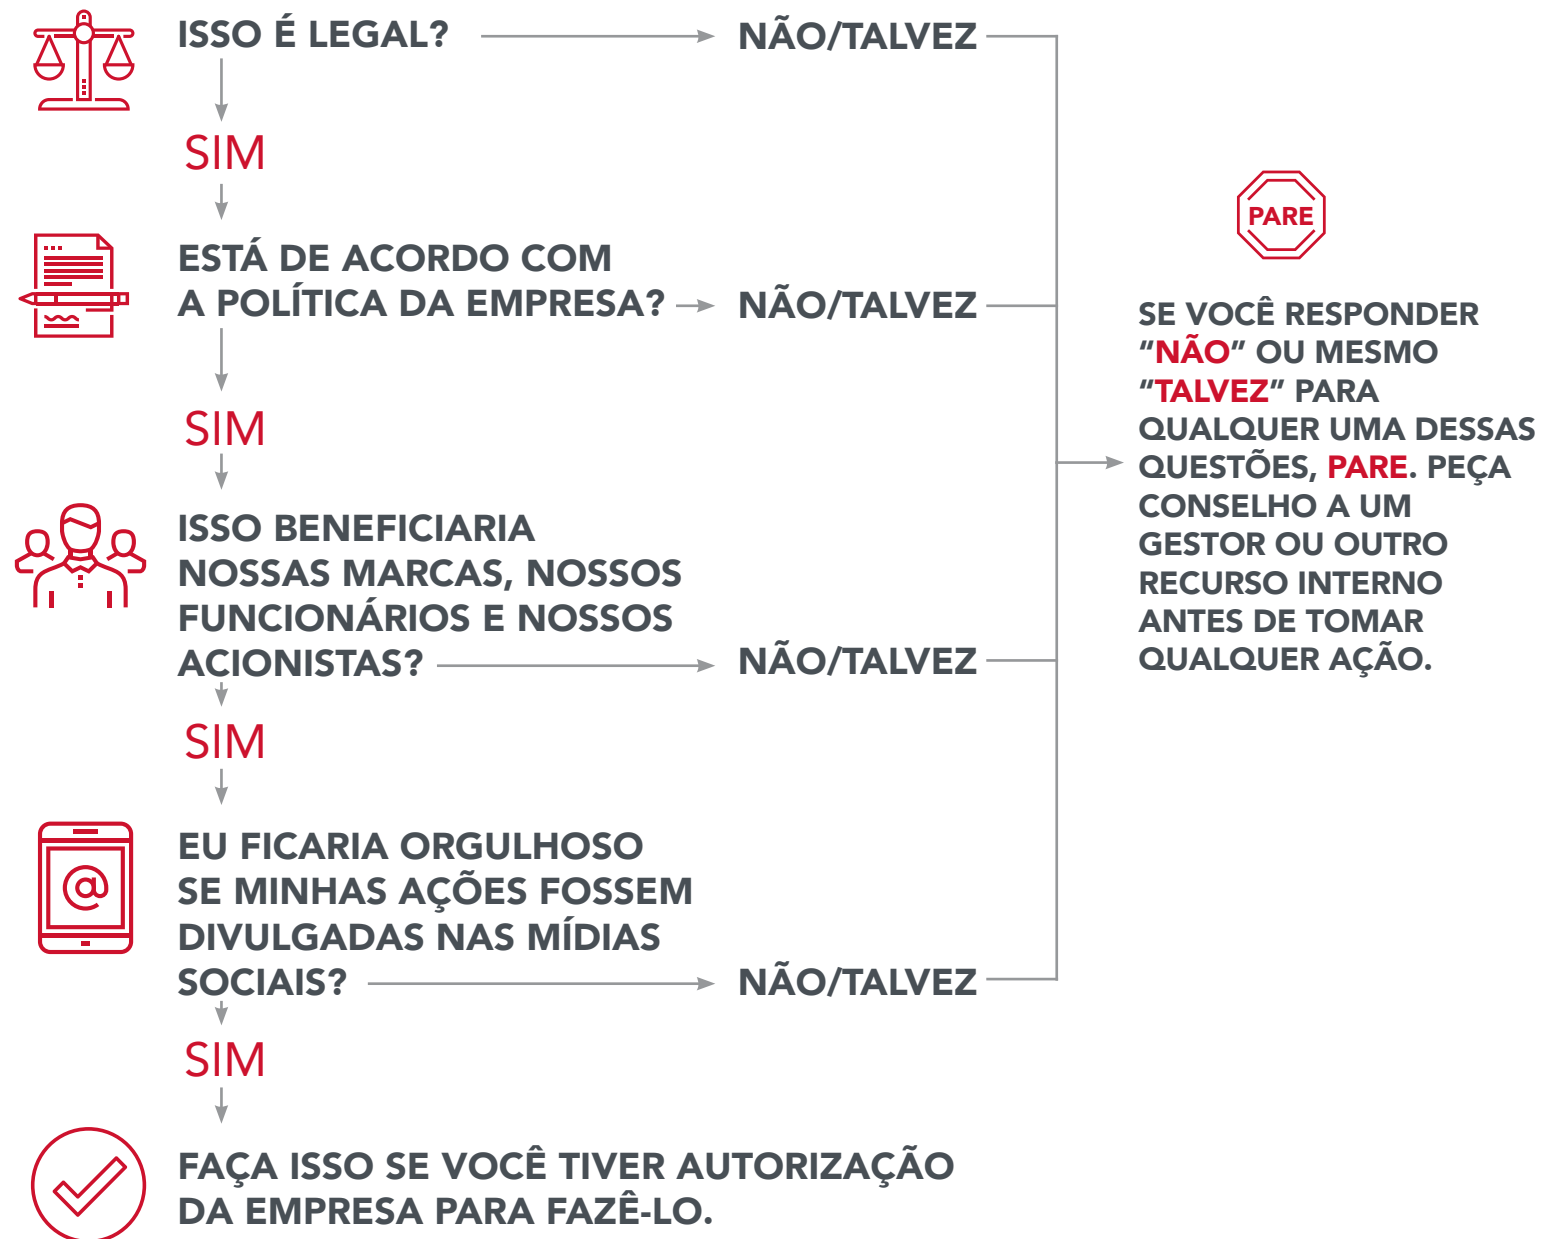 ISSO É LEGAL?
NÃO/TALVEZ
SIM
ESTÁ DE ACORDO COM
A POLÍTICA DA EMPRESA?
NÃO/TALVEZ
SIM
ISSO BENEFICIARIA
NOSSAS MARCAS, NOSSOS
FUNCIONÁRIOS E NOSSOS
ACIONISTAS?
NÃO/TALVEZ
SIM
@
EU FICARIA ORGULHOSO
SE MINHAS AÇÕES FOSSEM
DIVULGADAS NAS MÍDIAS
SOCIAIS?
NÃO/TALVEZ
SIM
FAÇA ISSO SE VOCÊ TIVER AUTORIZAÇÃO
DA EMPRESA PARA FAZÊ-LO.
PARE
SE VOCÊ RESPONDER
“NÃO” OU MESMO
“TALVEZ” PARA
QUALQUER UMA DESSAS
QUESTÕES, PARE. PEÇA
CONSELHO A UM
GESTOR OU OUTRO
RECURSO INTERNO
ANTES DE TOMAR
QUALQUER AÇÃO.